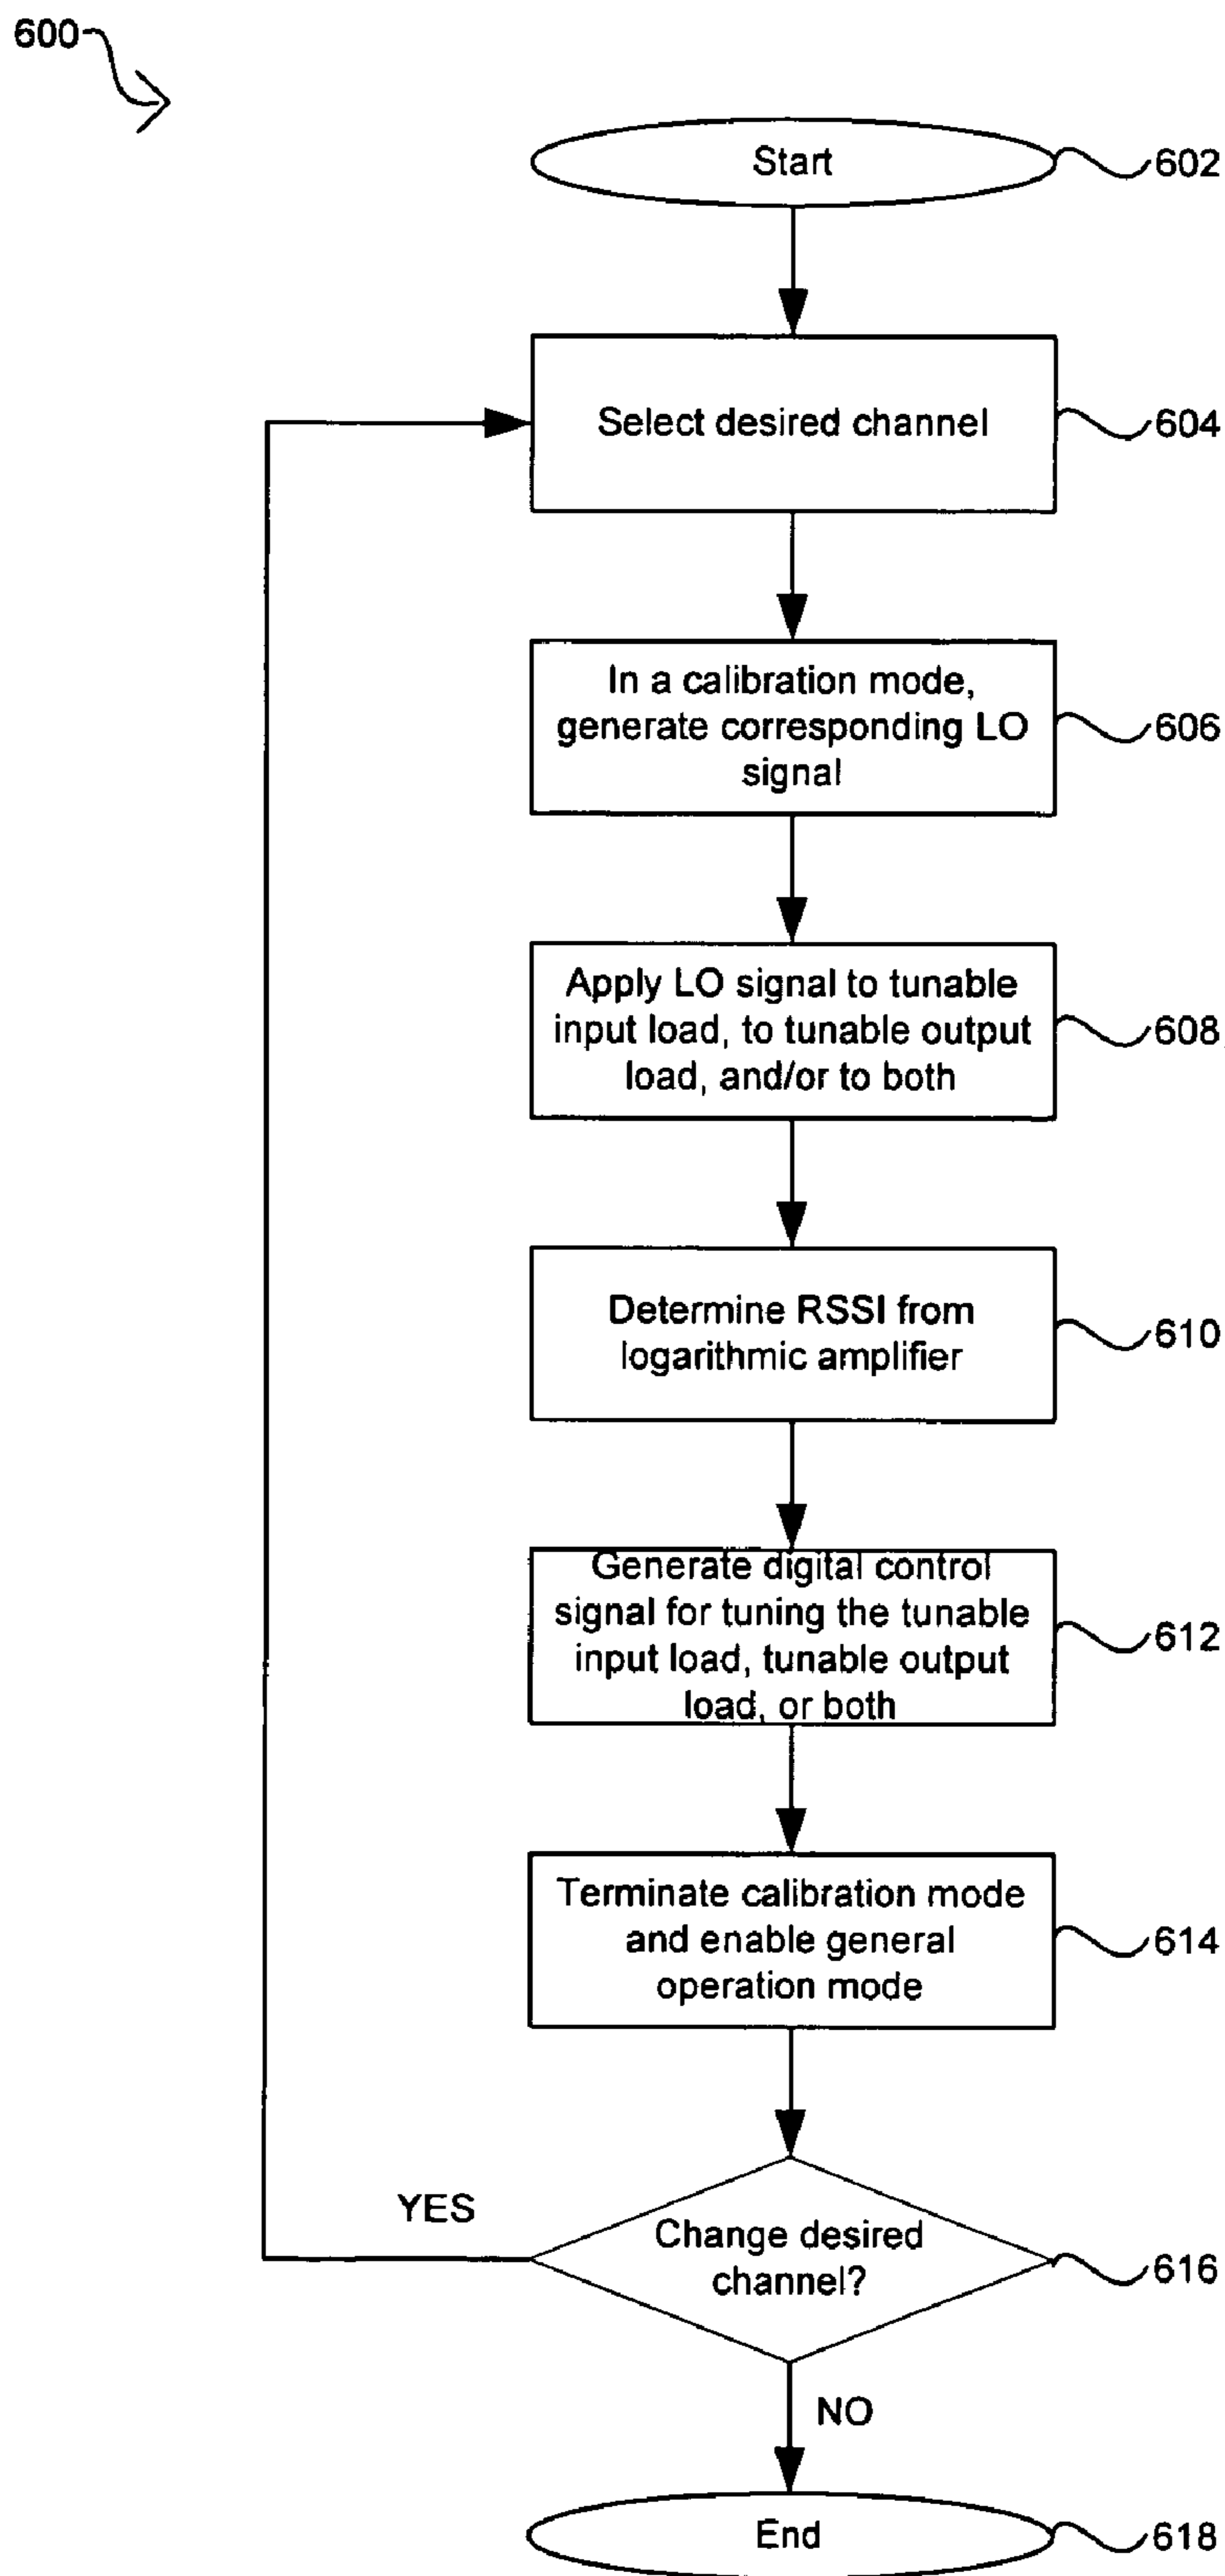 600
Start
602
Select desired channel
604
In a calibration mode,
generate corresponding LO
signal
606
Apply LO signal to tunable
input load, to tunable output
load, and/or to both
608
Determine RSSI from
logarithmic amplifier
610
Generate digital control
signal for tuning the tunable
input load, tunable output
load, or both
612
Terminate calibration mode
and enable general
operation mode
614
YES
Change desired
channel?
616
NO
End
618